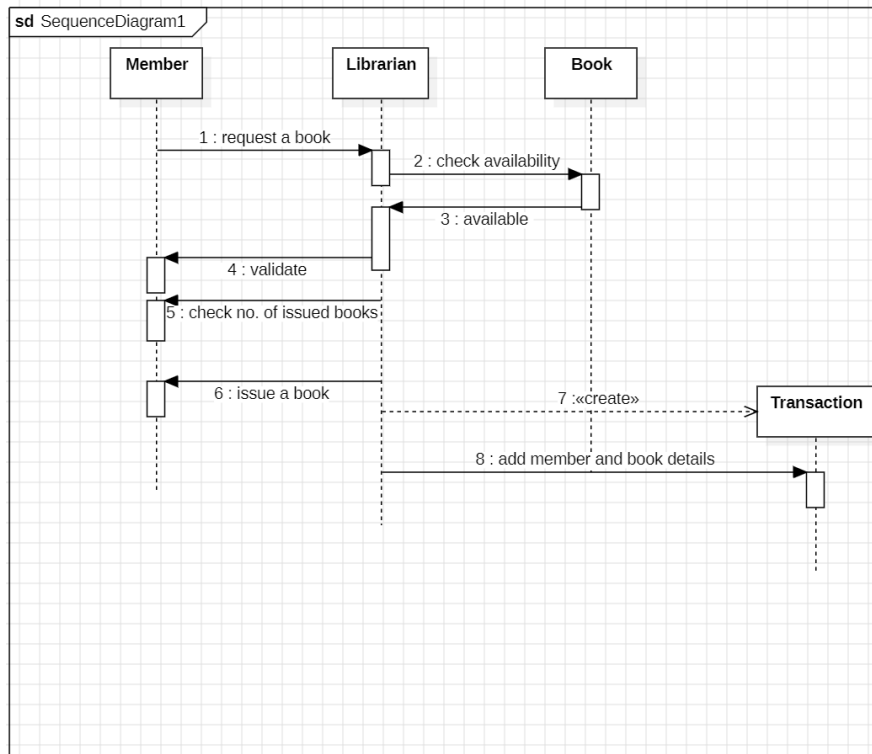 sd SequenceDiagram1
Member
Librarian
Book
1 : request a book
2 : check availability
3 : available
4 : validate
5 : check no. of issued books
6 : issue a book
7 :«create»
Transaction
8 : add member and book details